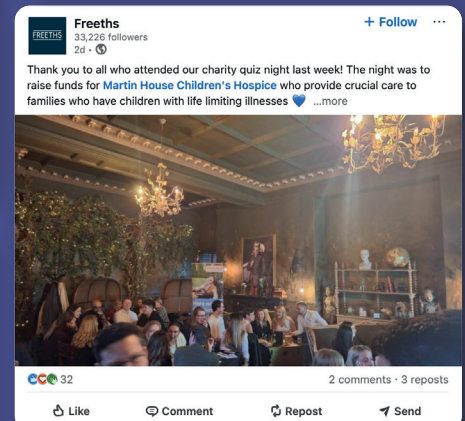 FREETHS
Freeths
33,226 followers
2d •
+ Follow ...
Thank you to all who attended our charity quiz night last week! The night was to
raise funds for Martin House Children's Hospice who provide crucial care to
families who have children with life limiting illnesses 💙 ...more
32
2 comments · 3 reposts
Like
Comment
Repost
Send